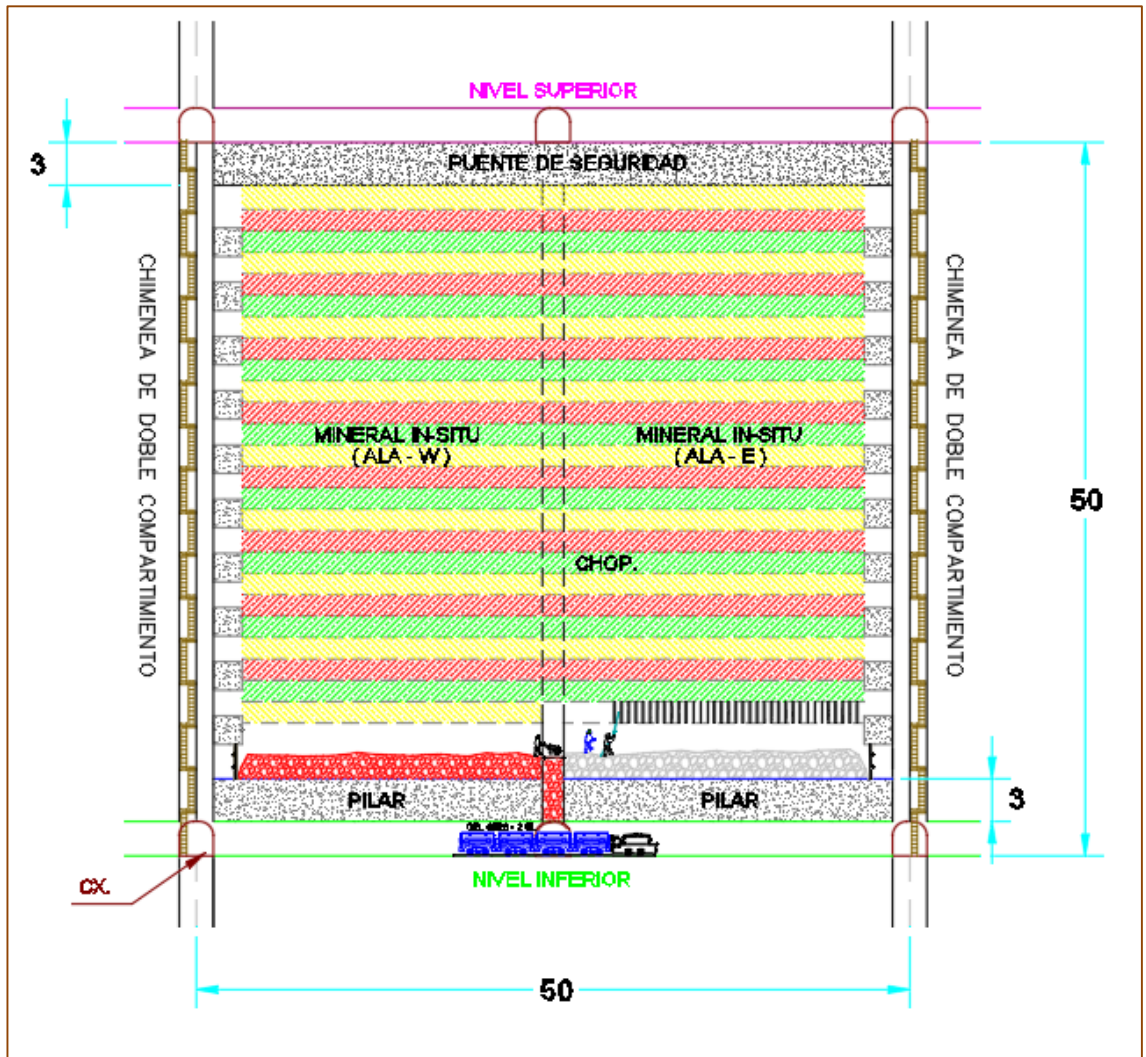 NIVEL SUPERIOR
3
PUENTE DE SEGURIDAD
CHIMENEA DE DOBLE COMPARTIMIENTO
CHIMENEA DE DOBLE COMPARTIMIENTO
MINERAL IN-SITU
( ALA - W )
MINERAL IN-SITU
( ALA - E )
50
CHOP.
PILAR
PILAR
3
NIVEL INFERIOR
CX.
50